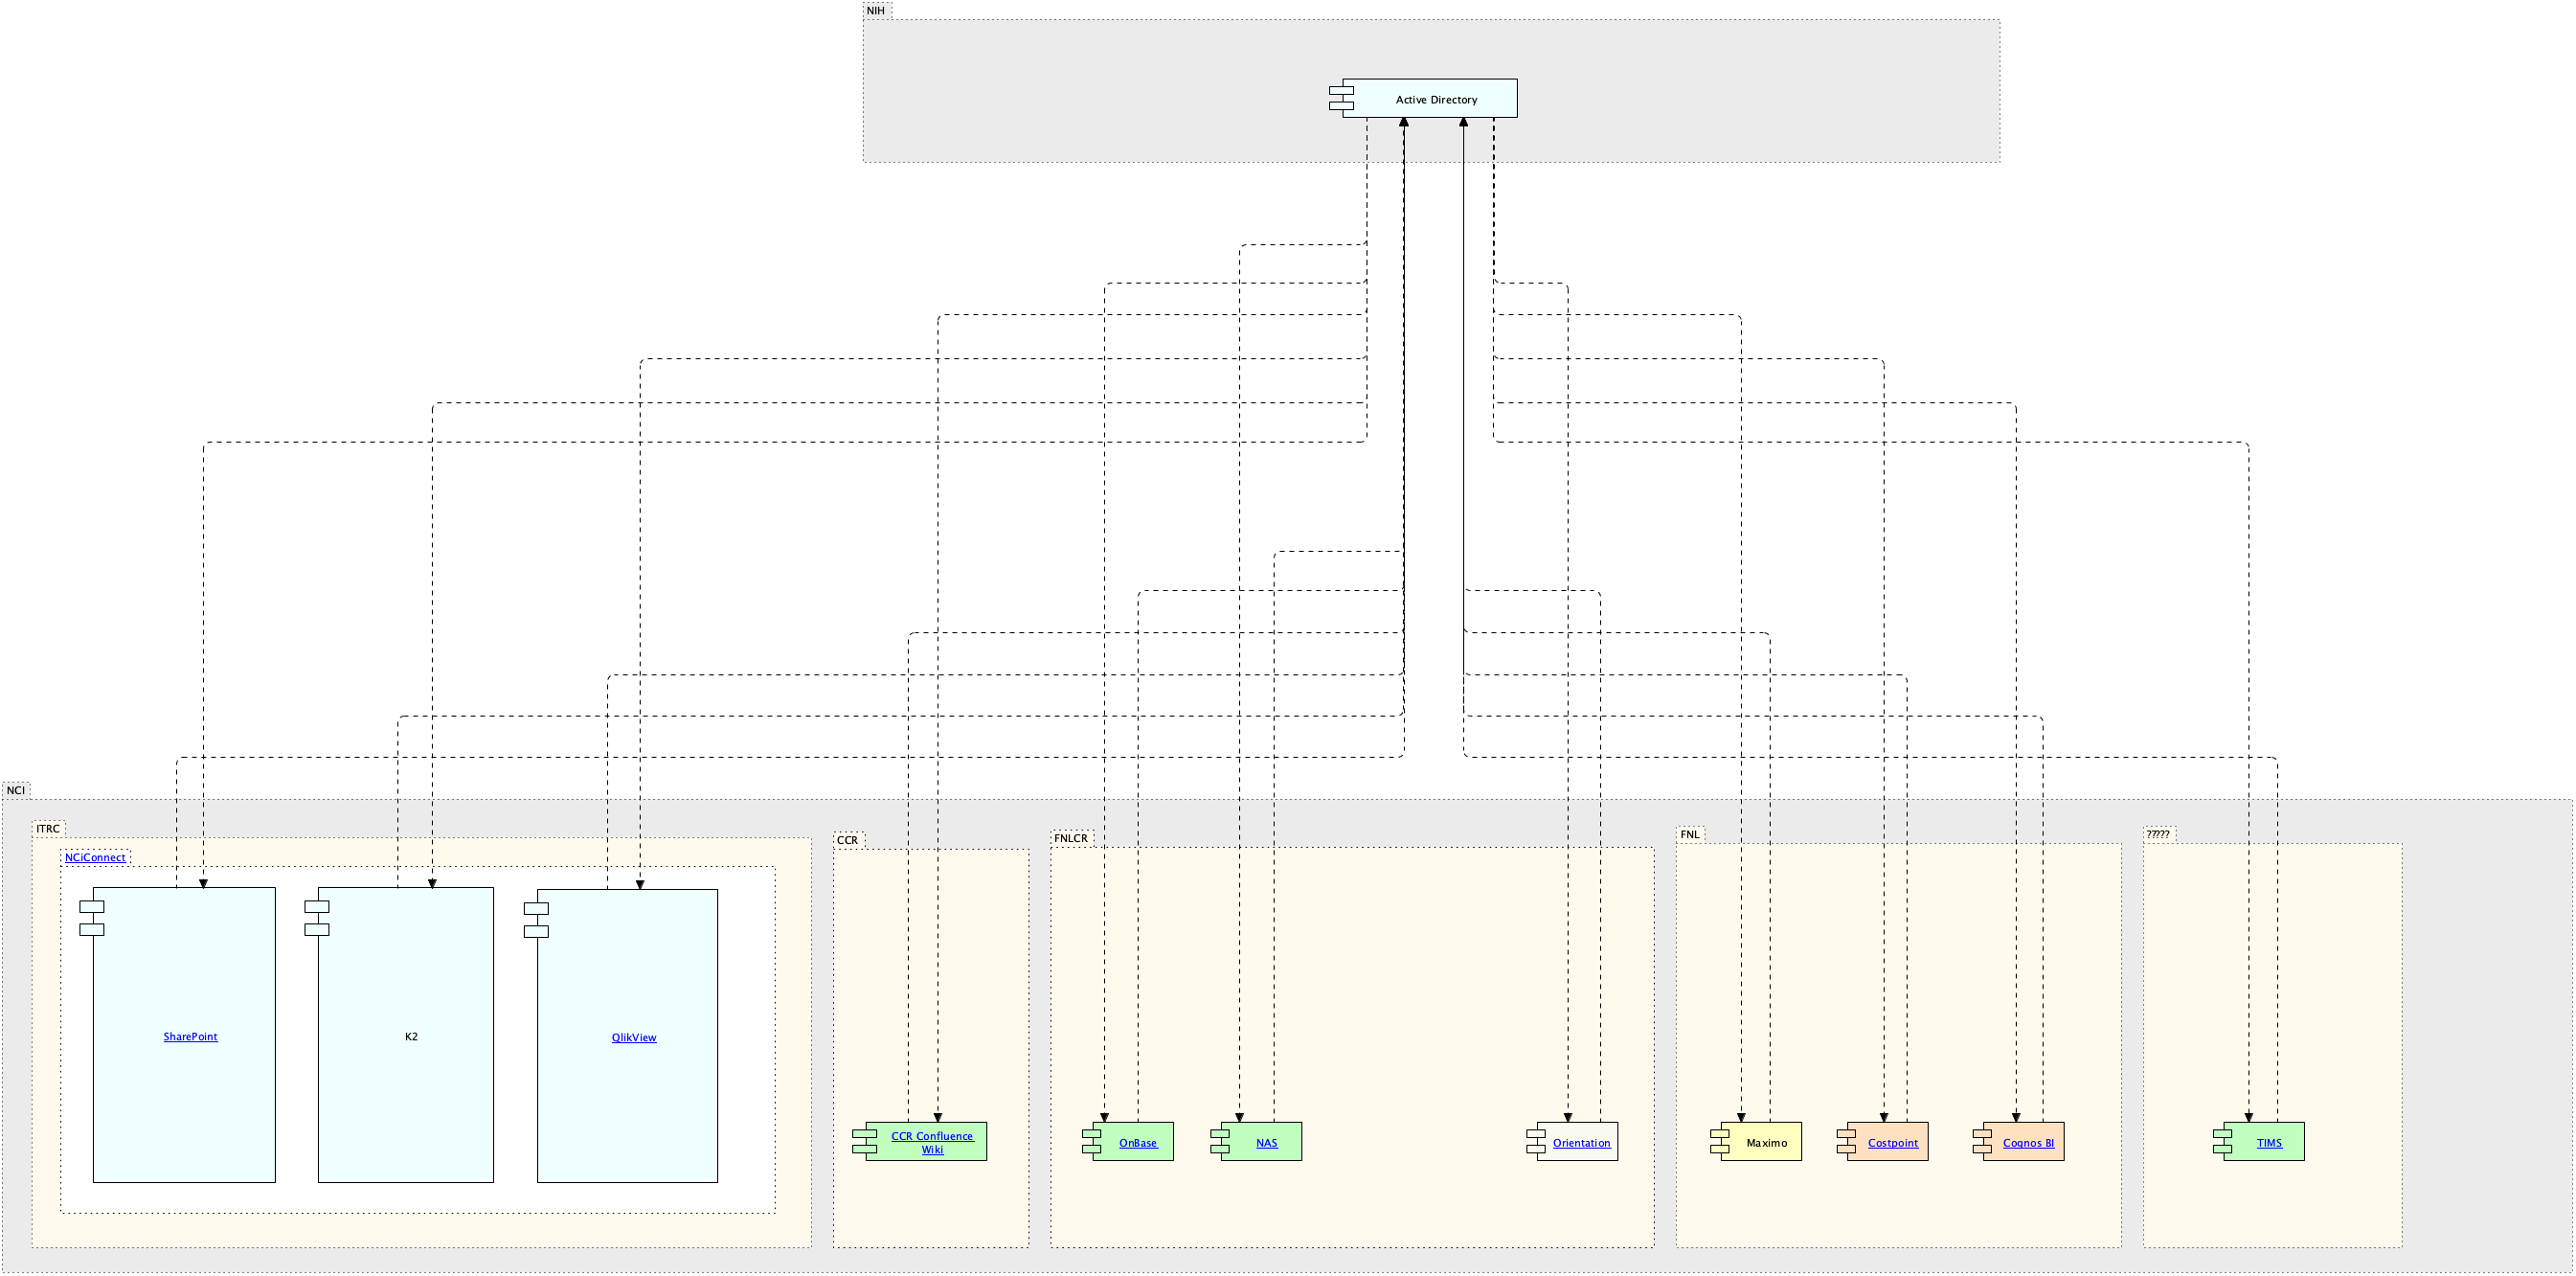 NIH
Active Directory
NCI
ITRC
NCiConnect
SharePoint
K2
QlikView
CCR
CCR Confluence
Wiki
FNLCR
OnBase
NAS
Orientation
FNL
Maximo
Costpoint
Cognos BI
?????
TIMS